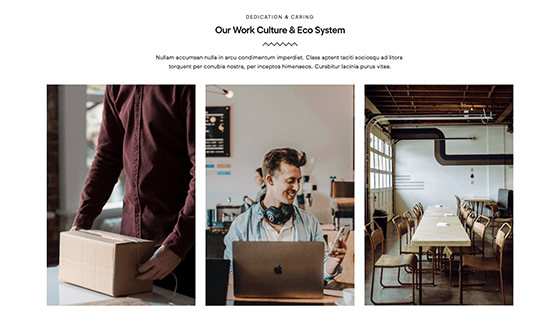 DEDICATION & CARING
Our Work Culture & Eco System
Nullam accumsan nulla in arcu condimentum imperdiet. Class aptent taciti sociosqu ad litora
torquent per conubia nostra, per inceptos himenaeos. Curabitur lacinia purus vitae.